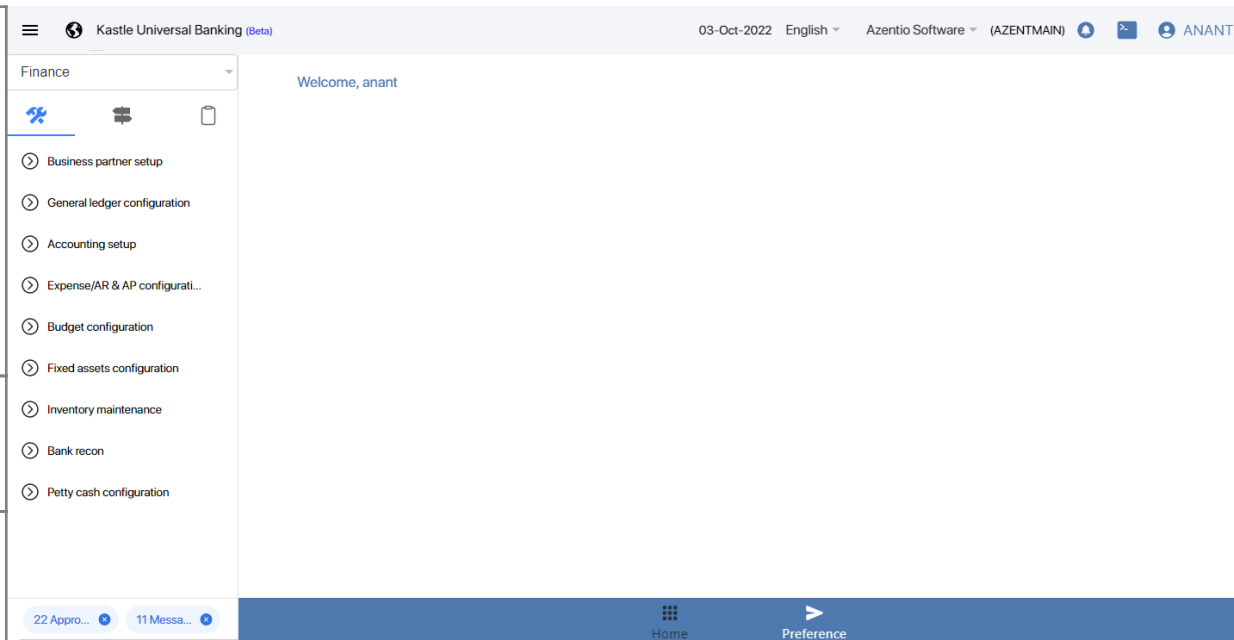 Kastle Universal Banking (Beta)
03-Oct-2022 English Azentio Software (AZENTMAIN) ANANT
Finance
Welcome, anant
Business partner setup
General ledger configuration
Accounting setup
Expense/AR & AP configurati...
Budget configuration
Fixed assets configuration
Inventory maintenance
Bank recon
Petty cash configuration
22 Appro... 11 Messa...
Home Preference